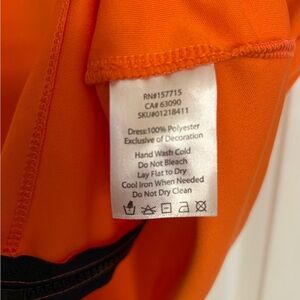 RN#157715
CA# 63090
SKU#01218411
Dress:100% Polyester
Exclusive of Decoration
Hand Wash Cold
Do Not Bleach
Lay Flat to Dry
Cool Iron When Needed
Do Not Dry Clean